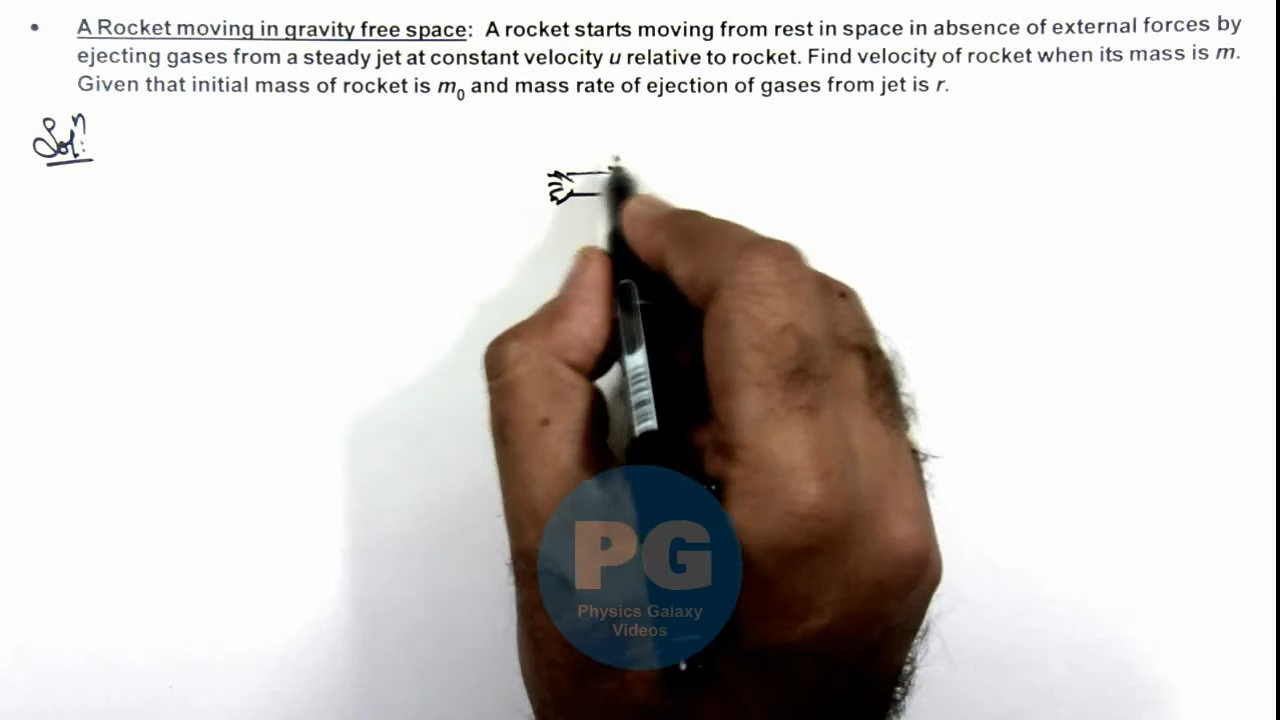 • A Rocket moving in gravity free space: A rocket starts moving from rest in space in absence of external forces by
ejecting gases from a steady jet at constant velocity u relative to rocket. Find velocity of rocket when its mass is m.
Given that initial mass of rocket is m₀ and mass rate of ejection of gases from jet is r.
Solⁿ:
PG
Physics Galaxy
Videos